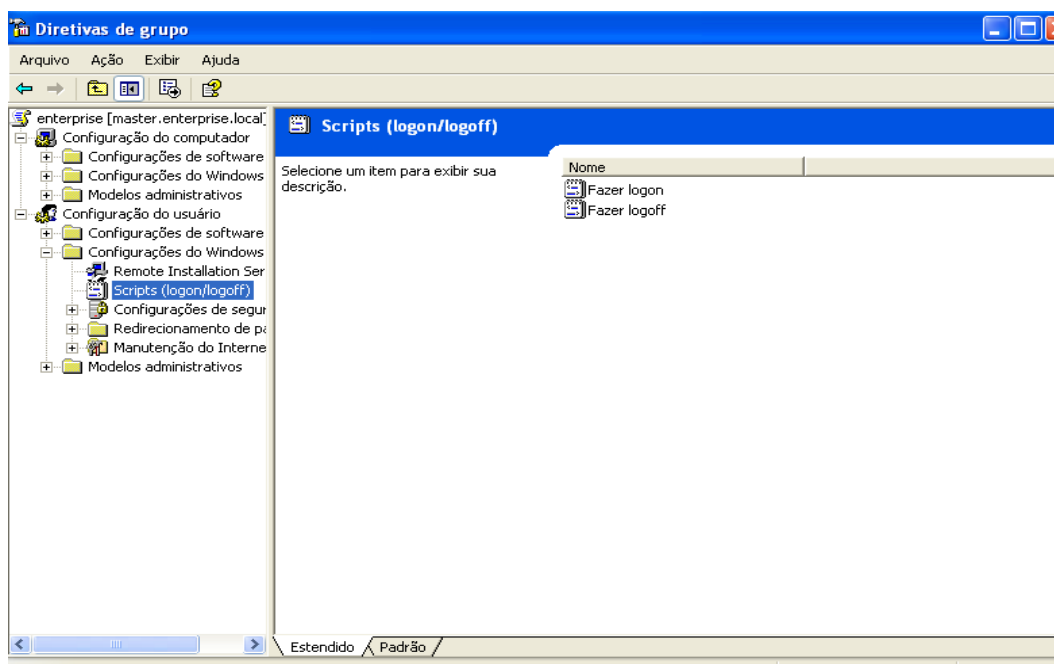 Diretivas de grupo
Arquivo Ação Exibir Ajuda
enterprise [master.enterprise.local]
Configuração do computador
Configurações de software
Configurações do Windows
Modelos administrativos
Configuração do usuário
Configurações de software
Configurações do Windows
Remote Installation Ser
Scripts (logon/logoff)
Configurações de segur
Redirecionamento de pa
Manutenção do Interne
Modelos administrativos
Scripts (logon/logoff)
Selecione um item para exibir sua
descrição.
Nome
Fazer logon
Fazer logoff
Estendido Padrão